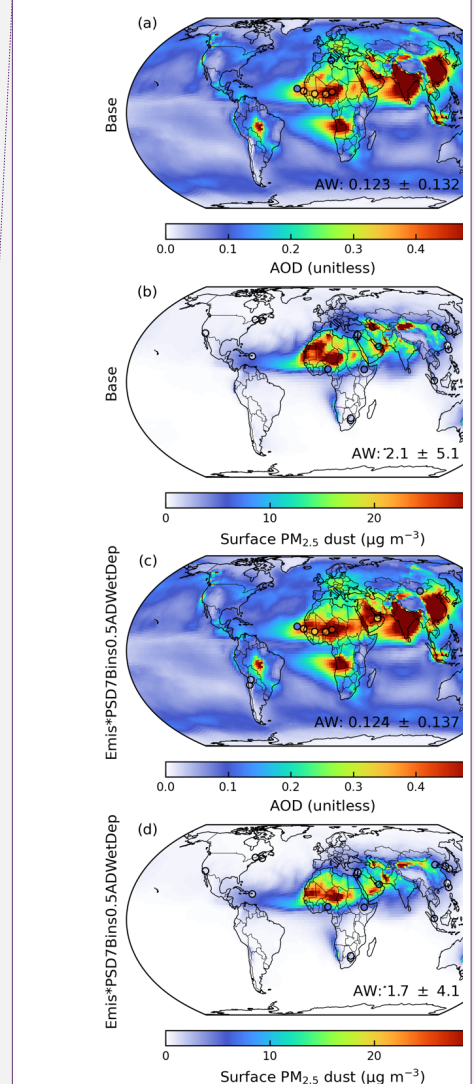 (a)
Base
AW: 0.123 ± 0.132
0.0 0.1 0.2 0.3 0.4
AOD (unitless)
(b)
Base
AW: 2.1 ± 5.1
0 10 20
Surface PM2.5 dust (μg m⁻³)
(c)
Emis*PSD7Bins0.5ADWetDep
AW: 0.124 ± 0.137
0.0 0.1 0.2 0.3 0.4
AOD (unitless)
(d)
Emis*PSD7Bins0.5ADWetDep
AW: 1.7 ± 4.1
0 10 20
Surface PM2.5 dust (μg m⁻³)